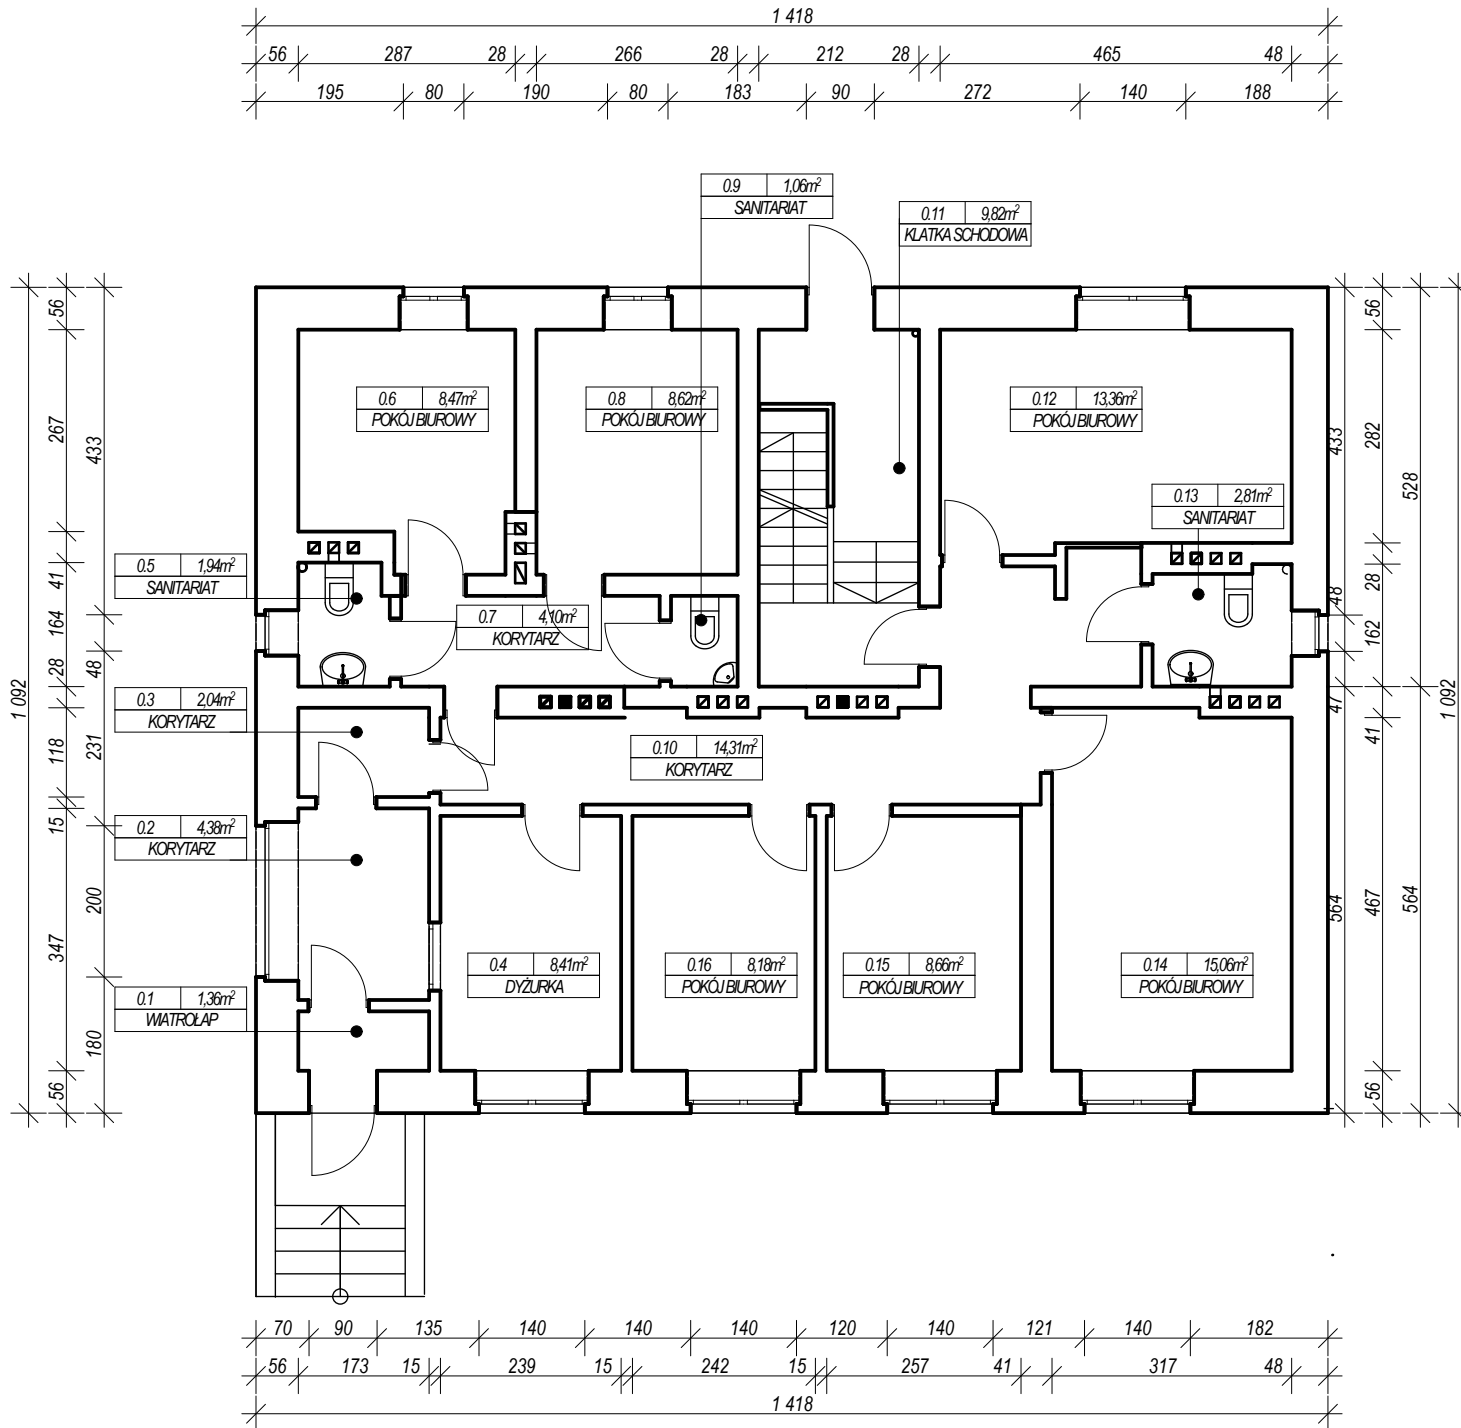 1 418
56 287 28 266 28 212 28 465 48
195 80 190 80 183 90 272 140 188
0.9 1,06m²
SANITARIAT
0.11 9,82m²
KLATKA SCHODOWA
0.6 8,47m²
POKÓJ BIUROWY
0.8 8,62m²
POKÓJ BIUROWY
0.12 13,36m²
POKÓJ BIUROWY
0.13 2,81m²
SANITARIAT
0.5 1,94m²
SANITARIAT
0.7 4,10m²
KORYTARZ
0.3 2,04m²
KORYTARZ
0.10 14,31m²
KORYTARZ
0.2 4,38m²
KORYTARZ
0.4 8,41m²
DYŻURKA
0.16 8,18m²
POKÓJ BIUROWY
0.15 8,66m²
POKÓJ BIUROWY
0.14 15,06m²
POKÓJ BIUROWY
0.1 1,36m²
WIATROŁAP
1 092
56 267 41 164 28 118 15 347 56
433 48 231 200 180
433 48 47 564
56 282 28 162 41 467 56
528 564
1 092
70 90 135 140 140 140 120 140 121 140 182
56 173 15 239 15 242 15 257 41 317 48
1 418